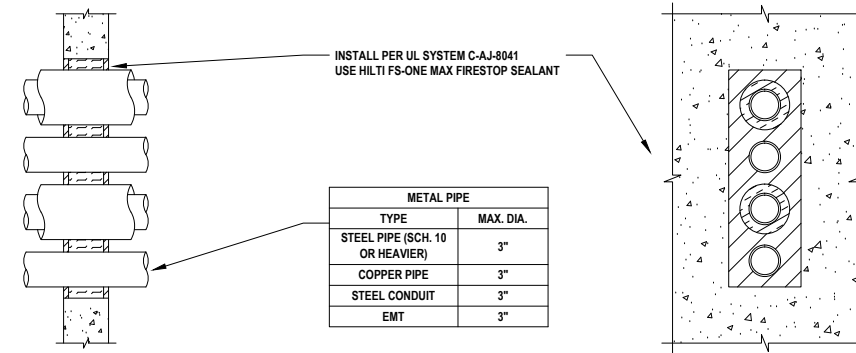 INSTALL PER UL SYSTEM C-AJ-8041
USE HILTI FS-ONE MAX FIRESTOP SEALANT
METAL PIPE
TYPE MAX. DIA.
STEEL PIPE (SCH. 10
OR HEAVIER) 3"
COPPER PIPE 3"
STEEL CONDUIT 3"
EMT 3"